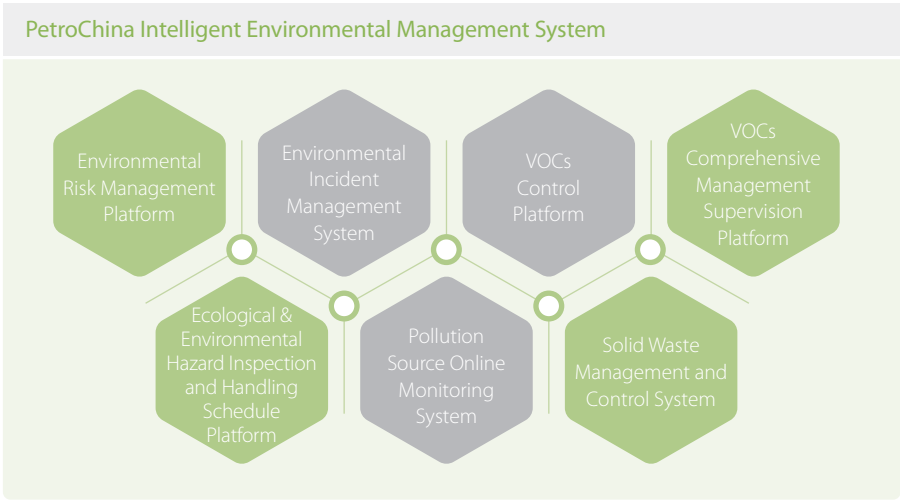 PetroChina Intelligent Environmental Management System
Environmental
Risk Management
Platform
Environmental
Incident
Management
System
VOCs
Control
Platform
VOCs
Comprehensive
Management
Supervision
Platform
Ecological &
Environmental
Hazard Inspection
and Handling
Schedule
Platform
Pollution
Source Online
Monitoring
System
Solid Waste
Management and
Control System